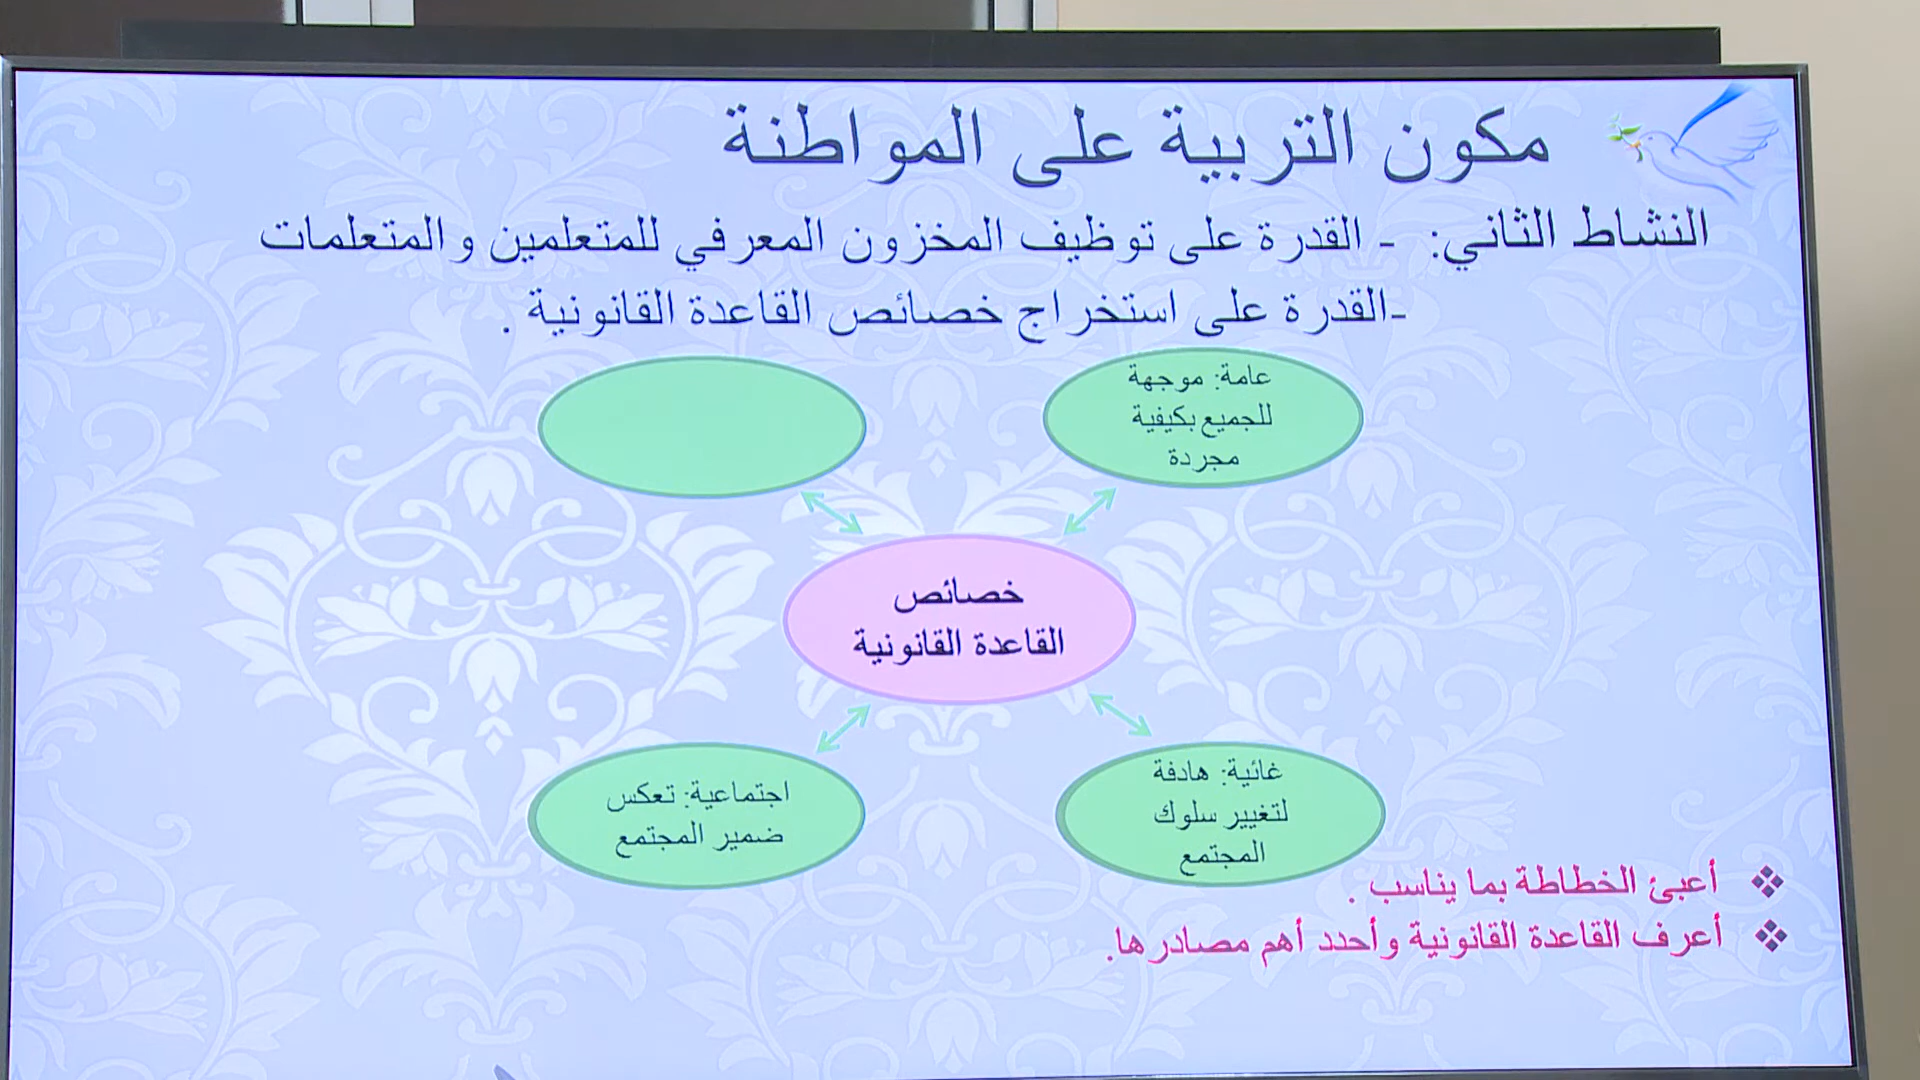 مكون التربية على المواطنة
النشاط الثاني: - القدرة على توظيف المخزون المعرفي للمتعلمين والمتعلمات
-القدرة على استخراج خصائص القاعدة القانونية .
عامة: موجهة
للجميع بكيفية
مجردة
خصائص
القاعدة القانونية
غائية: هادفة
لتغيير سلوك
المجتمع
اجتماعية: تعكس
ضمير المجتمع
أعبئ الخطاطة بما يناسب .
أعرف القاعدة القانونية وأحدد أهم مصادرها.